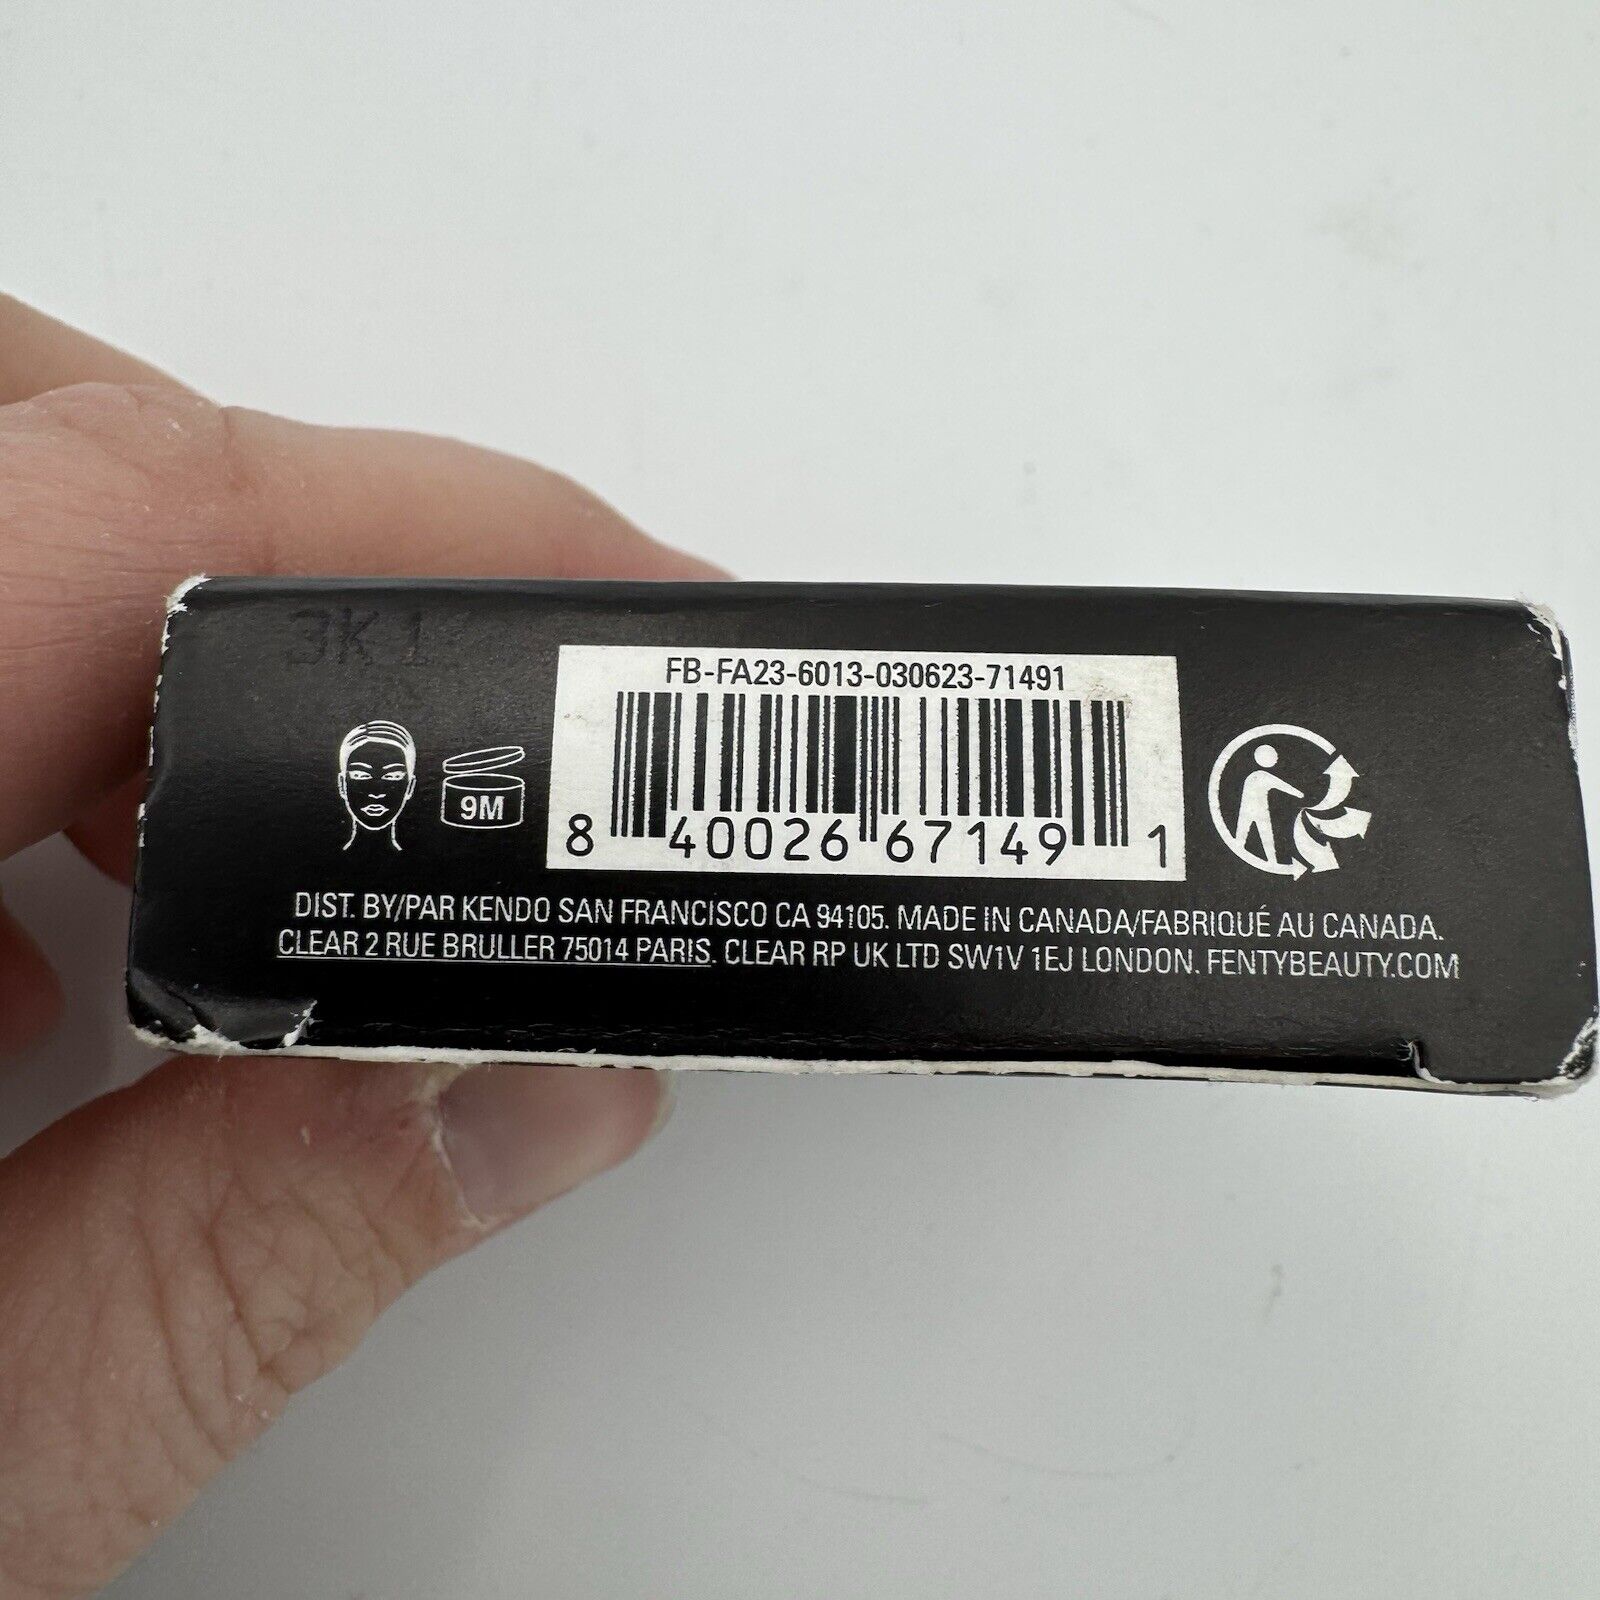 3K1
FB-FA23-6013-030623-71491
9M
8 40026 67149 1
DIST. BY/PAR KENDO SAN FRANCISCO CA 94105. MADE IN CANADA/FABRIQUÉ AU CANADA.
CLEAR 2 RUE BRULLER 75014 PARIS. CLEAR RP UK LTD SW1V 1EJ LONDON. FENTYBEAUTY.COM